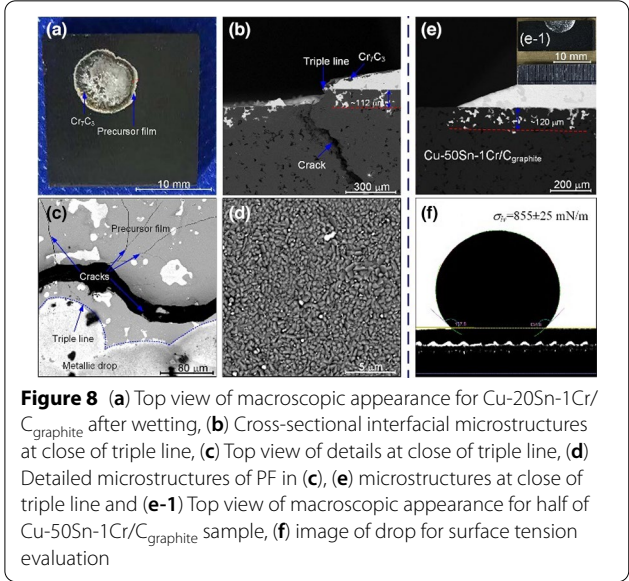 (a)
Cr₇C₃
Precursor film
10 mm
(b)
Triple line
Cr₇C₃
~112 μm
Crack
300 μm
(e)
(e-1)
10 mm
~120 μm
Cu-50Sn-1Cr/Cgraphite
200 μm
(c)
Precursor film
Cracks
Triple line
Metallic drop
80 μm
(d)
5 μm
(f)
σlv=855±25 mN/m
Figure 8 (a) Top view of macroscopic appearance for Cu-20Sn-1Cr/
Cgraphite after wetting, (b) Cross-sectional interfacial microstructures
at close of triple line, (c) Top view of details at close of triple line, (d)
Detailed microstructures of PF in (c), (e) microstructures at close of
triple line and (e-1) Top view of macroscopic appearance for half of
Cu-50Sn-1Cr/Cgraphite sample, (f) image of drop for surface tension
evaluation